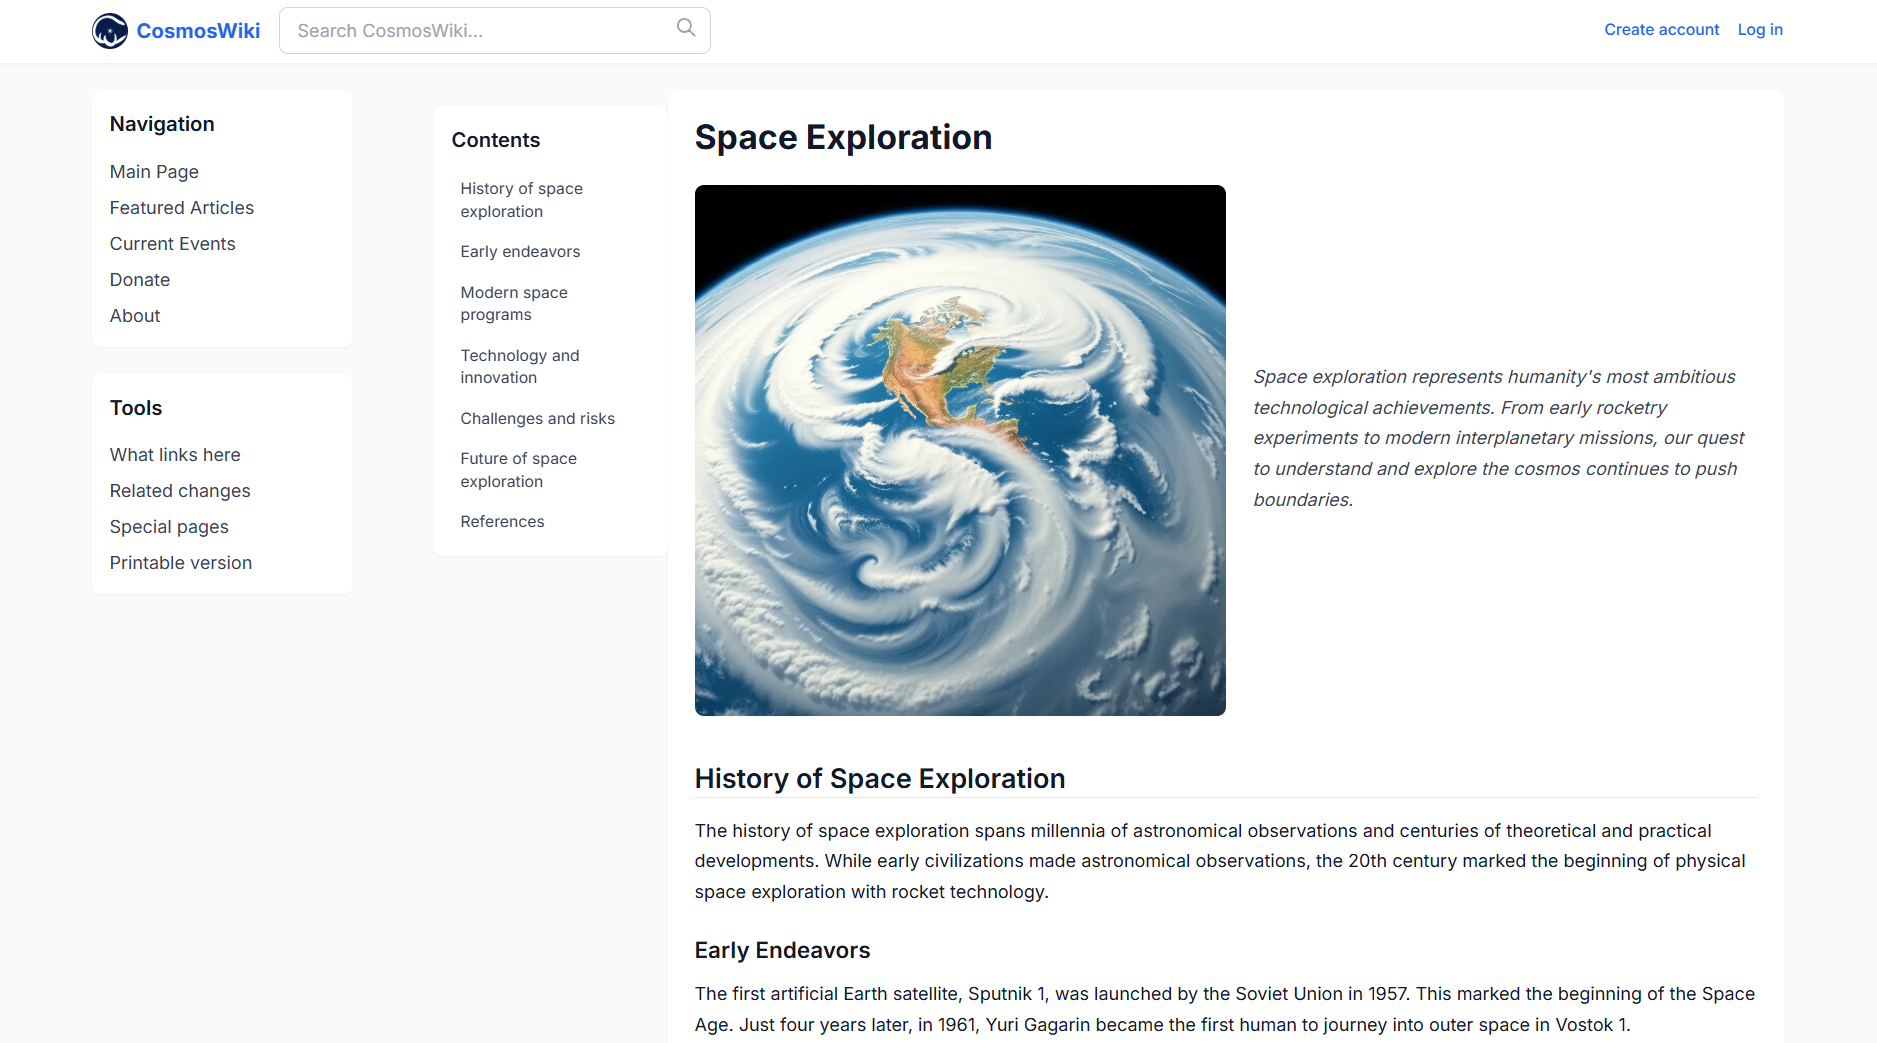 CosmosWiki
Search CosmosWiki...
Create account
Log in
Navigation
Main Page
Featured Articles
Current Events
Donate
About
Tools
What links here
Related changes
Special pages
Printable version
Contents
History of space
exploration
Early endeavors
Modern space
programs
Technology and
innovation
Challenges and risks
Future of space
exploration
References
Space Exploration
Space exploration represents humanity's most ambitious
technological achievements. From early rocketry
experiments to modern interplanetary missions, our quest
to understand and explore the cosmos continues to push
boundaries.
History of Space Exploration
The history of space exploration spans millennia of astronomical observations and centuries of theoretical and practical
developments. While early civilizations made astronomical observations, the 20th century marked the beginning of physical
space exploration with rocket technology.
Early Endeavors
The first artificial Earth satellite, Sputnik 1, was launched by the Soviet Union in 1957. This marked the beginning of the Space
Age. Just four years later, in 1961, Yuri Gagarin became the first human to journey into outer space in Vostok 1.